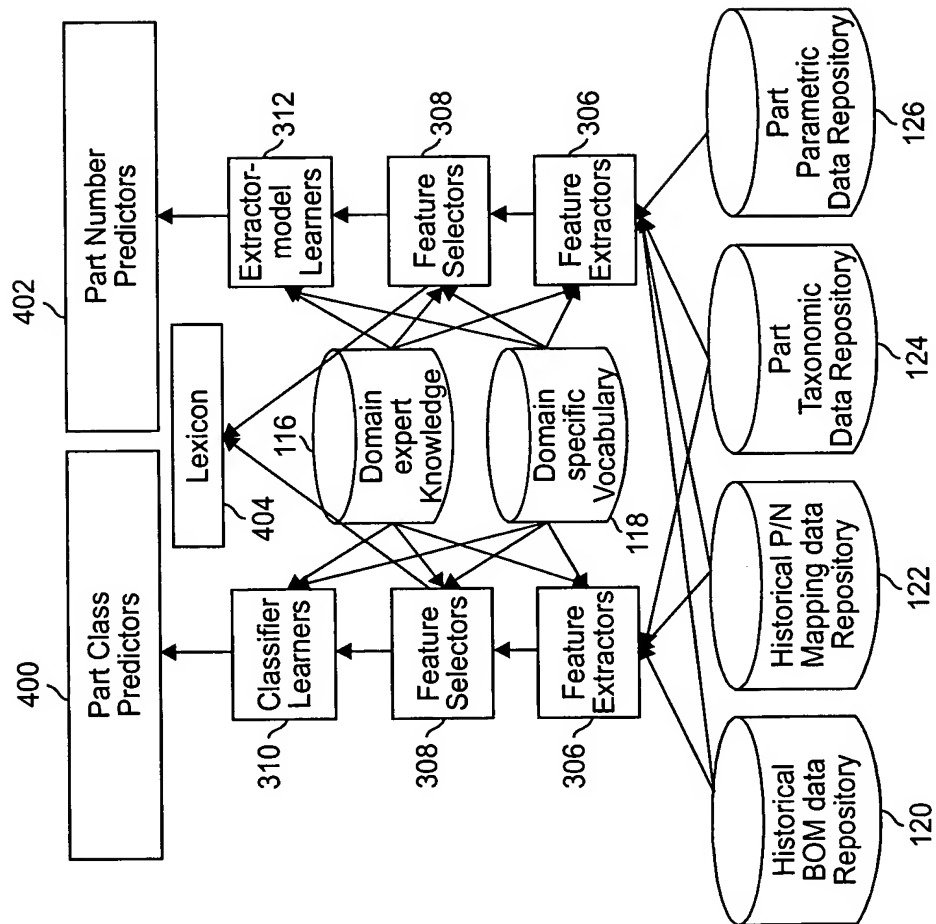 400
Part Class
Predictors
402
Part Number
Predictors
Lexicon
404
Classifier
Learners
310
116
Domain
expert
Knowledge
Extractor-
model
Learners
312
Feature
Selectors
308
Feature
Selectors
308
Domain
specific
Vocabulary
118
Feature
Extractors
306
Feature
Extractors
306
Historical
BOM data
Repository
120
Historical P/N
Mapping data
Repository
122
Part
Taxonomic
Data Repository
124
Part
Parametric
Data Repository
126